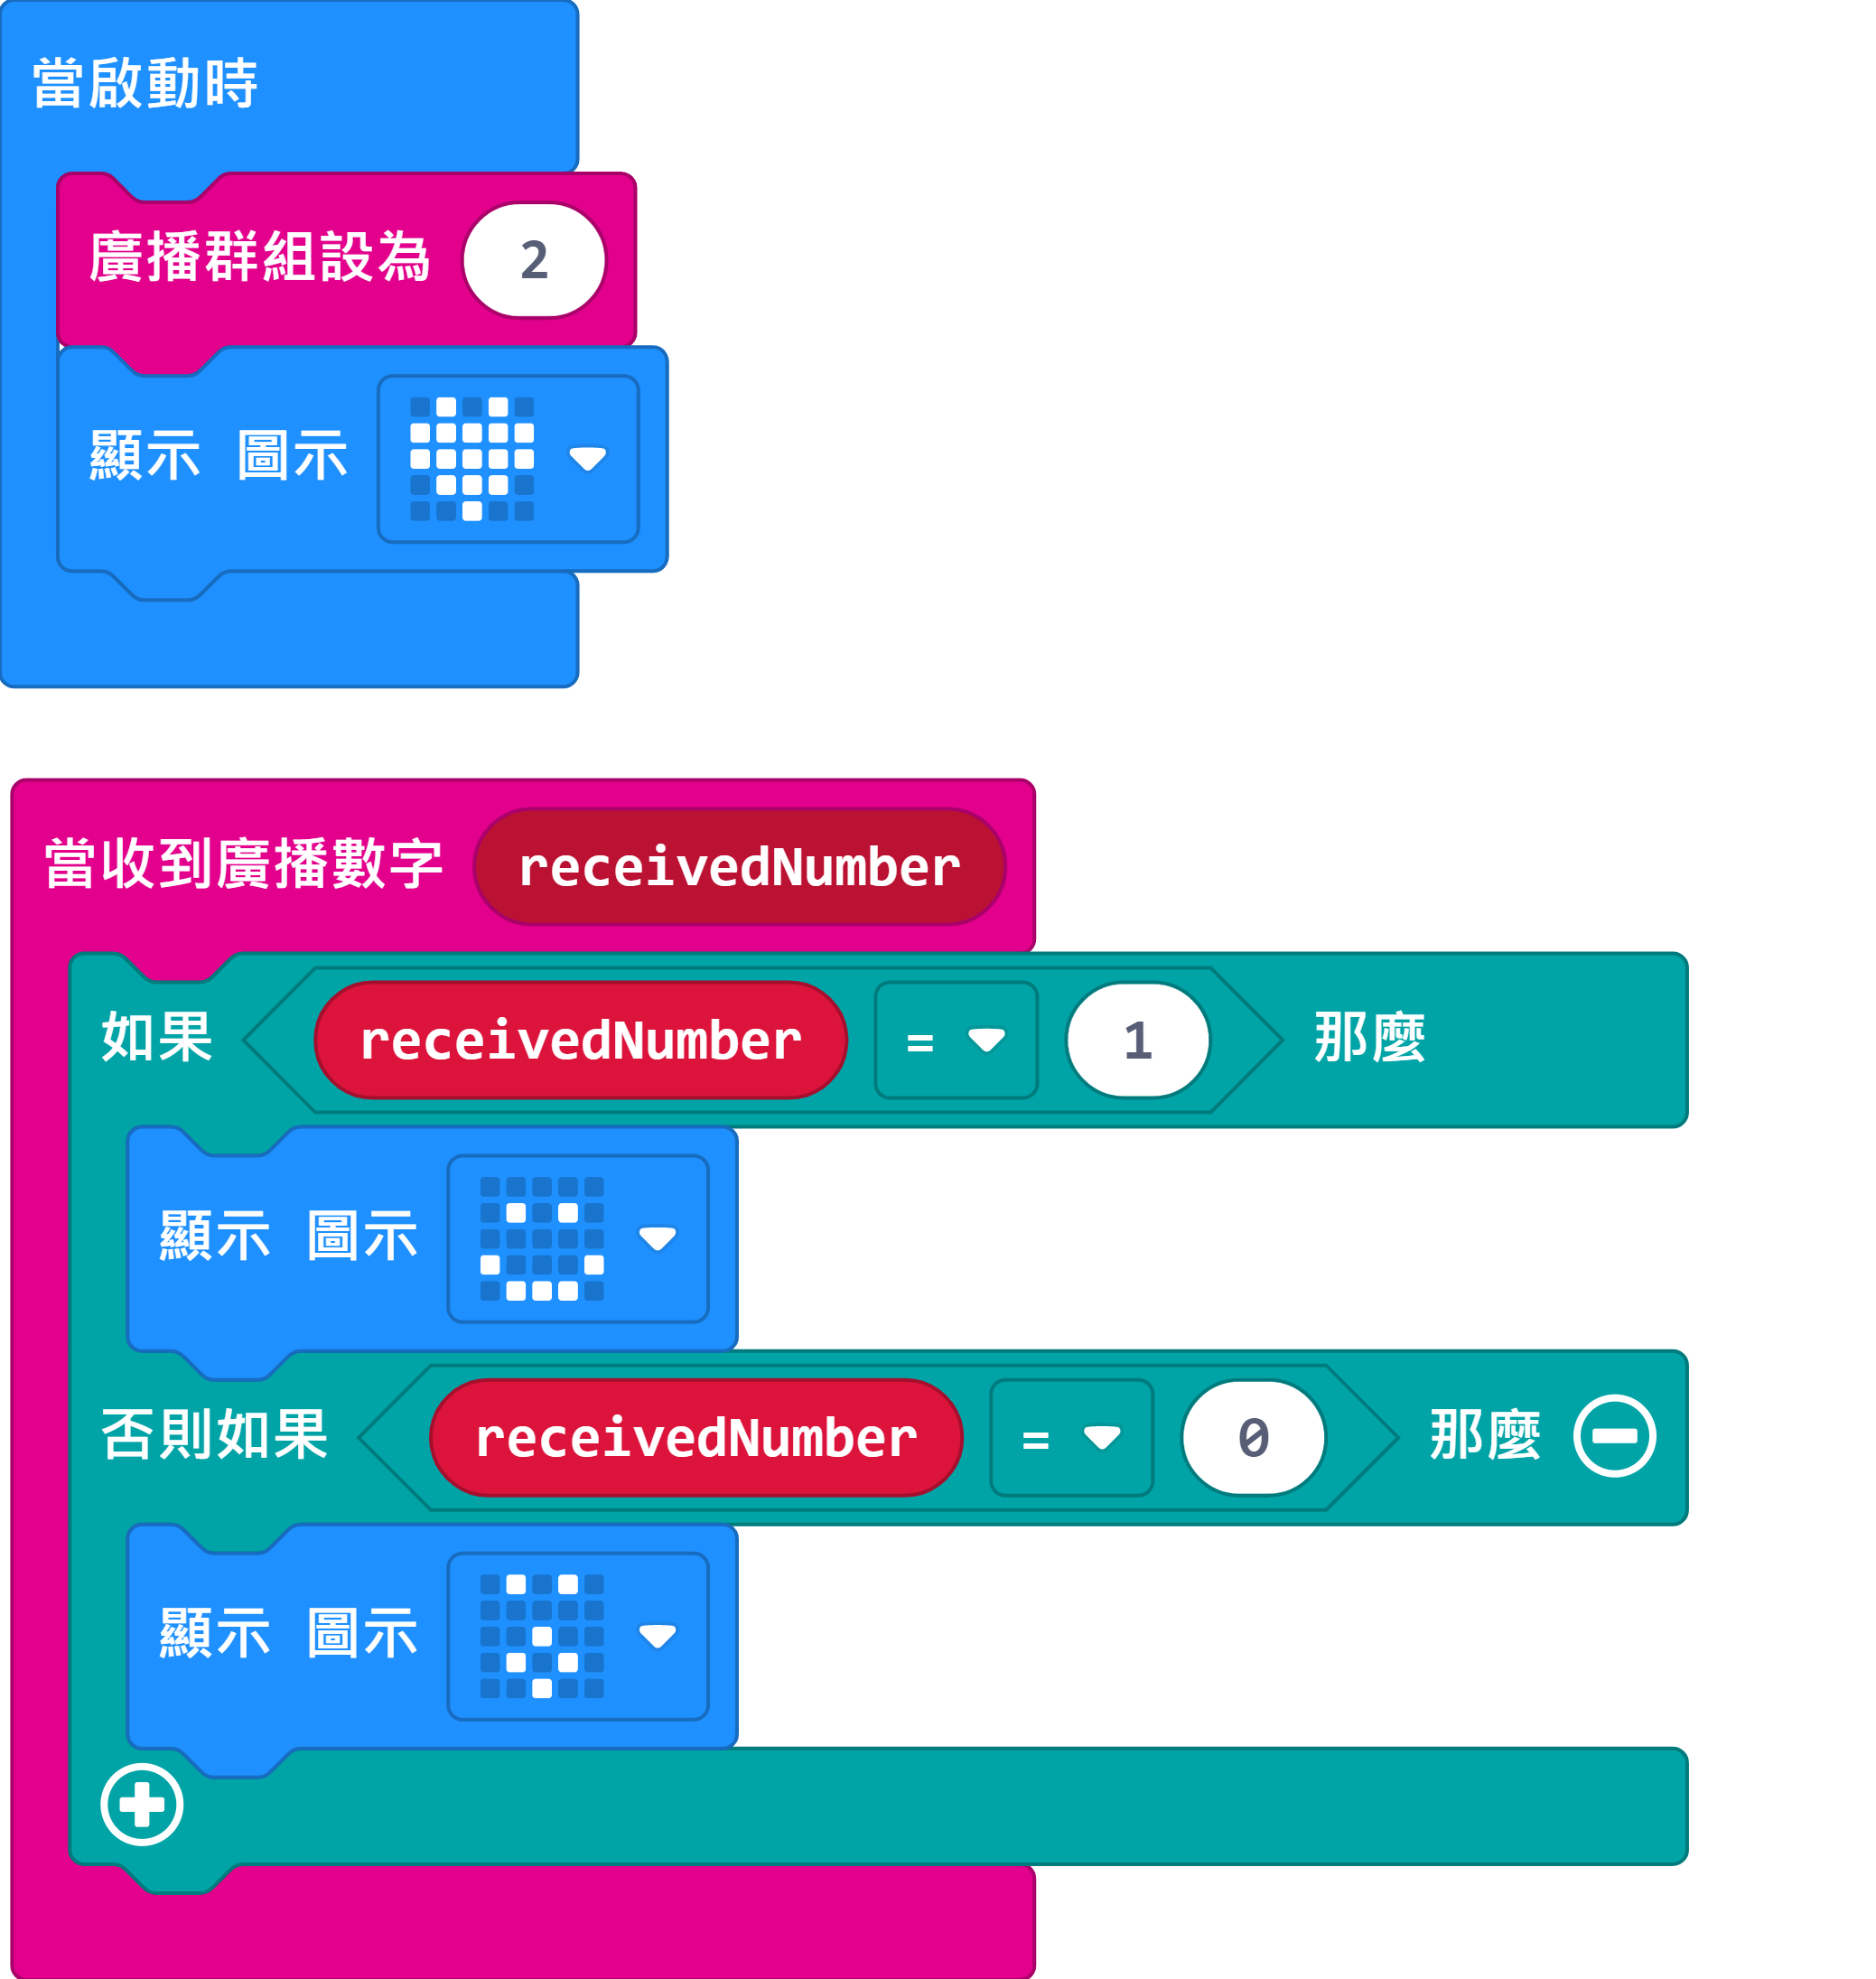 當啟動時
廣播群組設為 2
顯示 圖示
當收到廣播數字 receivedNumber
如果 receivedNumber = 1 那麼
顯示 圖示
否則如果 receivedNumber = 0 那麼
顯示 圖示